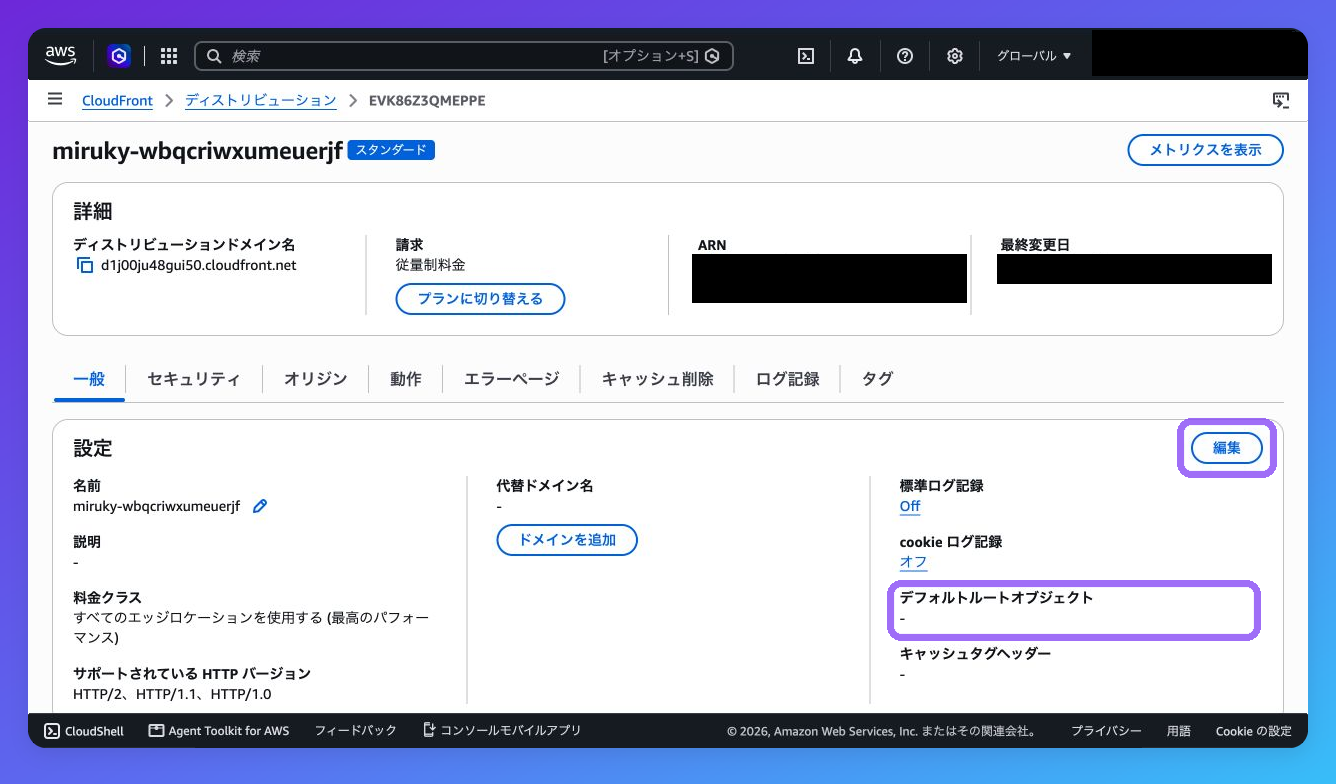 aws
検索
[オプション+S]
グローバル ▼
CloudFront > ディストリビューション > EVK86Z3QMEPPE
miruky-wbqcriwxumeuerjf スタンダード
メトリクスを表示
詳細
ディストリビューションドメイン名
d1j00ju48gui50.cloudfront.net
請求
従量制料金
プランに切り替える
ARN
最終変更日
一般
セキュリティ
オリジン
動作
エラーページ
キャッシュ削除
ログ記録
タグ
設定
編集
名前
miruky-wbqcriwxumeuerjf
説明
-
料金クラス
すべてのエッジロケーションを使用する (最高のパフォー
マンス)
サポートされている HTTP バージョン
HTTP/2、HTTP/1.1、HTTP/1.0
代替ドメイン名
-
ドメインを追加
標準ログ記録
Off
cookie ログ記録
オフ
デフォルトルートオブジェクト
-
キャッシュタグヘッダー
-
CloudShell
Agent Toolkit for AWS
フィードバック
コンソールモバイルアプリ
© 2026, Amazon Web Services, Inc. またはその関連会社。
プライバシー
用語
Cookie の設定